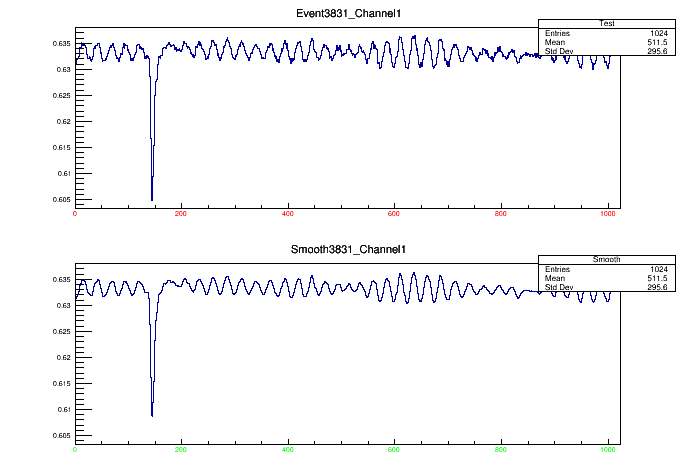 Event3831_Channel1
Test
Entries 1024
Mean 511.5
Std Dev 295.6
0.635
0.63
0.625
0.62
0.615
0.61
0.605
0 200 400 600 800 1000
Smooth3831_Channel1
Smooth
Entries 1024
Mean 511.5
Std Dev 295.6
0.635
0.63
0.625
0.62
0.615
0.61
0.605
0 200 400 600 800 1000